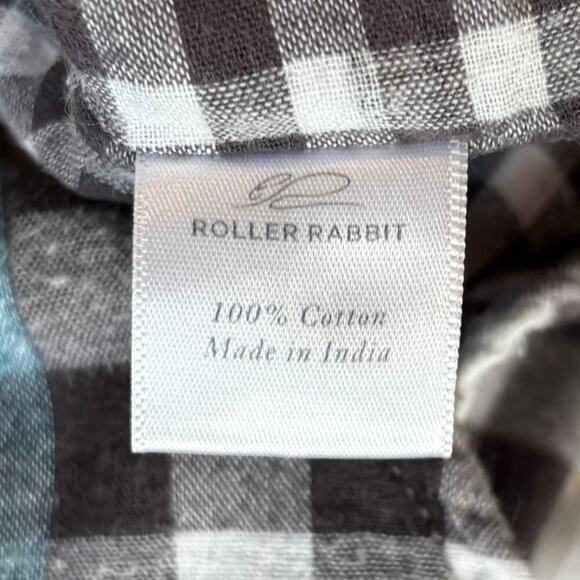 ROLLER RABBIT
100% Cotton
Made in India